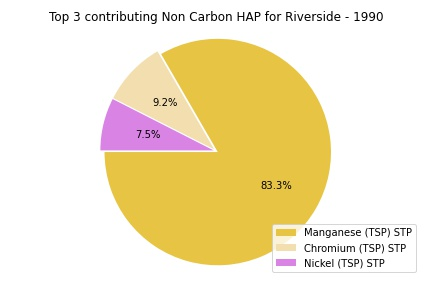 Top 3 contributing Non Carbon HAP for Riverside - 1990
9.2%
7.5%
83.3%
Manganese (TSP) STP
Chromium (TSP) STP
Nickel (TSP) STP